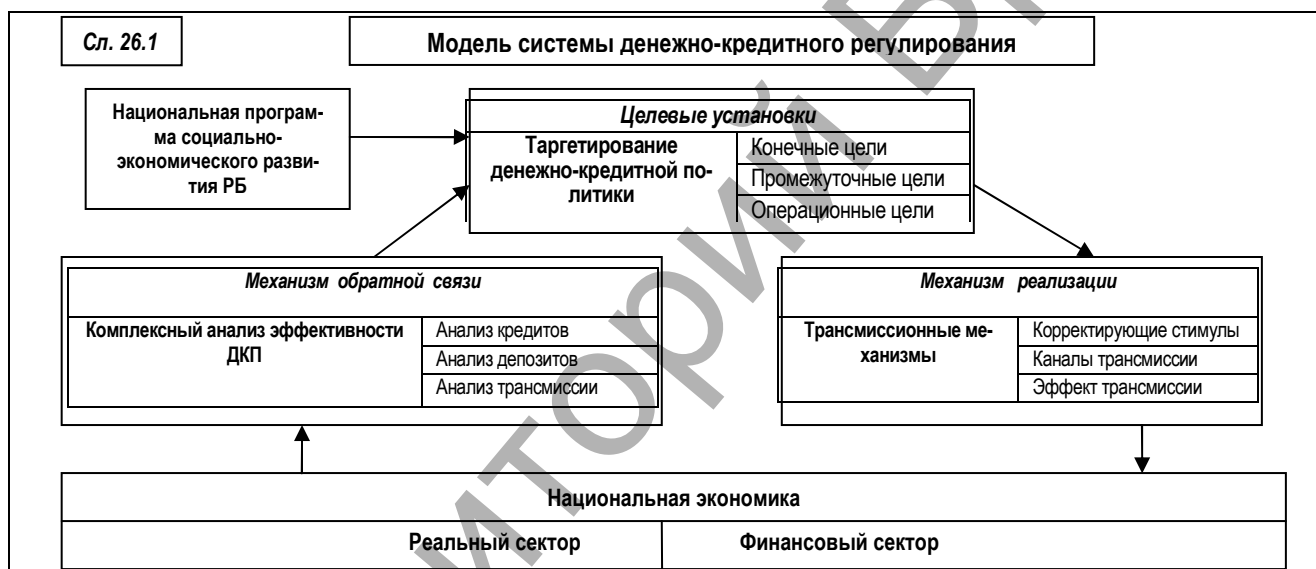 Сл. 26.1
Модель системы денежно-кредитного регулирования
Национальная програм-
ма социально-
экономического разви-
тия РБ
Целевые установки
Таргетирование
денежно-кредитной по-
литики
Конечные цели
Промежуточные цели
Операционные цели
Механизм обратной связи
Комплексный анализ эффективности
ДКП
Анализ кредитов
Анализ депозитов
Анализ трансмиссии
Механизм реализации
Трансмиссионные ме-
ханизмы
Корректирующие стимулы
Каналы трансмиссии
Эффект трансмиссии
Национальная экономика
Реальный сектор
Финансовый сектор